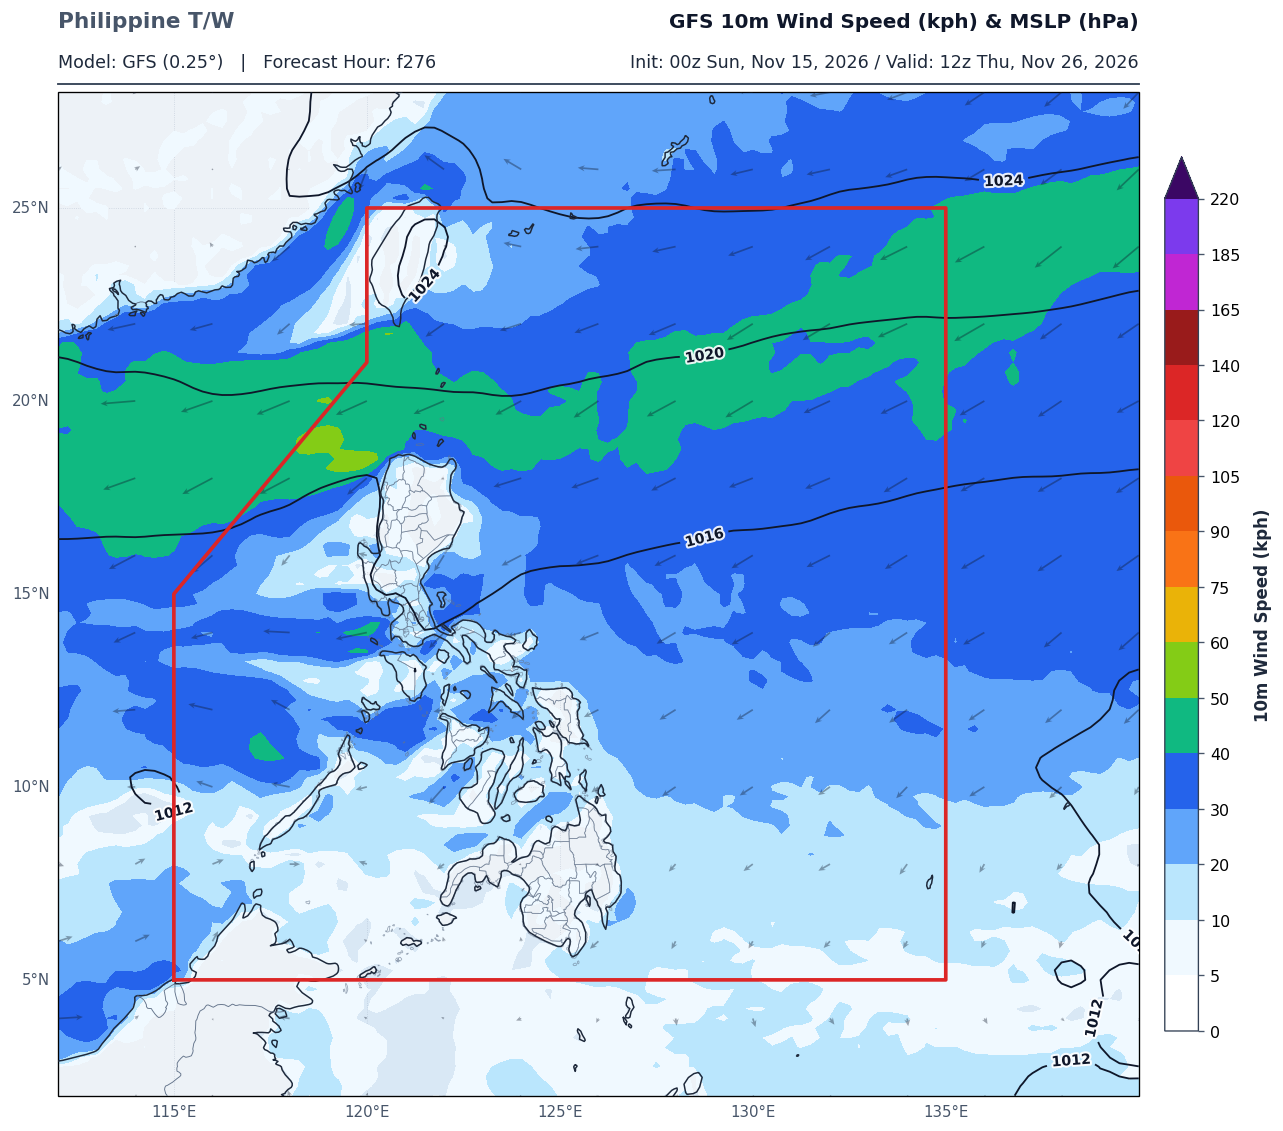 Philippine T/W
GFS 10m Wind Speed (kph) & MSLP (hPa)
Model: GFS (0.25°) | Forecast Hour: f276
Init: 00z Sun, Nov 15, 2026 / Valid: 12z Thu, Nov 26, 2026
1024
25°N
1024
1020
20°N
1016
15°N
1012
10°N
1012
5°N
1012
115°E
120°E
125°E
130°E
135°E
220
185
165
140
120
105
90
75
60
50
40
30
20
10
5
0
10m Wind Speed (kph)